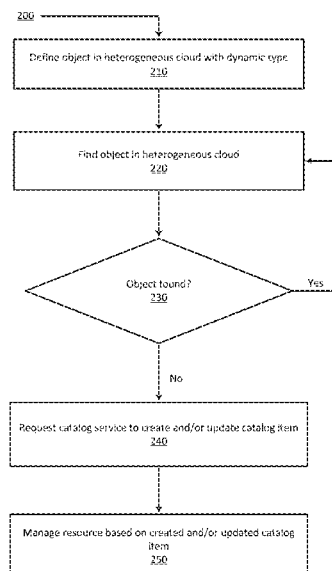 200
Define object in heterogeneous cloud with dynamic type
210
Find object in heterogeneous cloud
220
Object found?
230
Yes
No
Request catalog service to create and/or update catalog item
240
Manage resource based on created and/or updated catalog
item
250